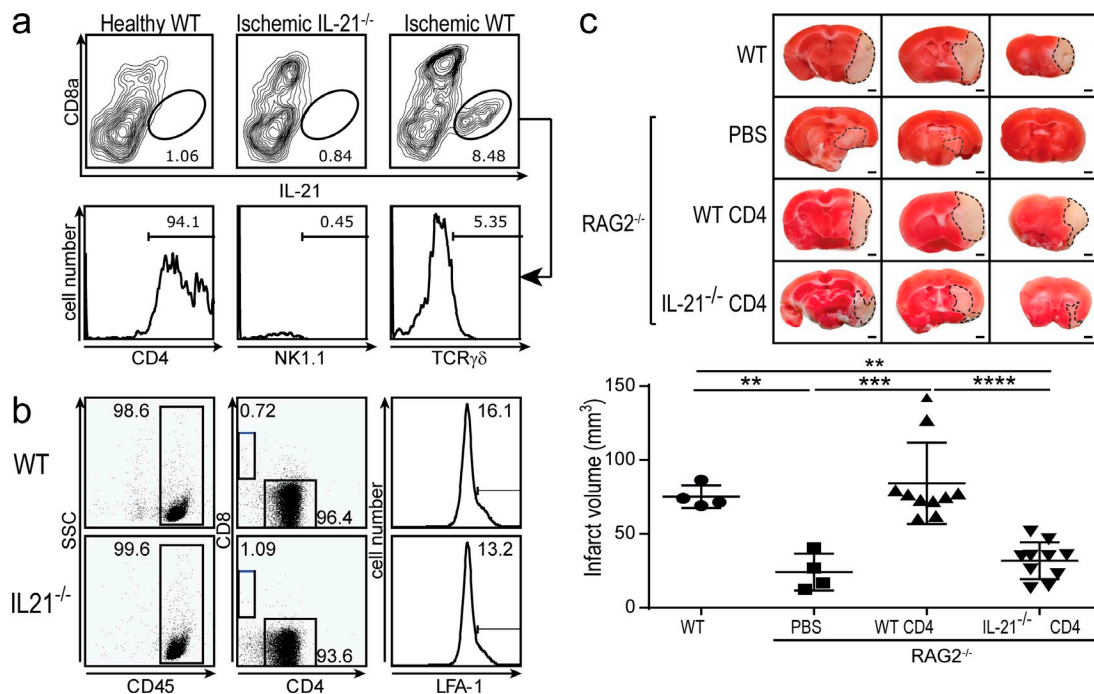 a
Healthy WT
Ischemic IL-21-/-
Ischemic WT
CD8a
1.06
0.84
8.48
IL-21
cell number
94.1
0.45
5.35
CD4
NK1.1
TCRγδ
b
WT
IL21-/-
SSC
98.6
99.6
CD45
CD8
0.72
96.4
1.09
93.6
CD4
cell number
16.1
13.2
LFA-1
c
WT
PBS
WT CD4
IL-21-/- CD4
RAG2-/-
**
** *** ****
Infarct volume (mm3)
150
100
50
0
WT
PBS
WT CD4
IL-21-/- CD4
RAG2-/-